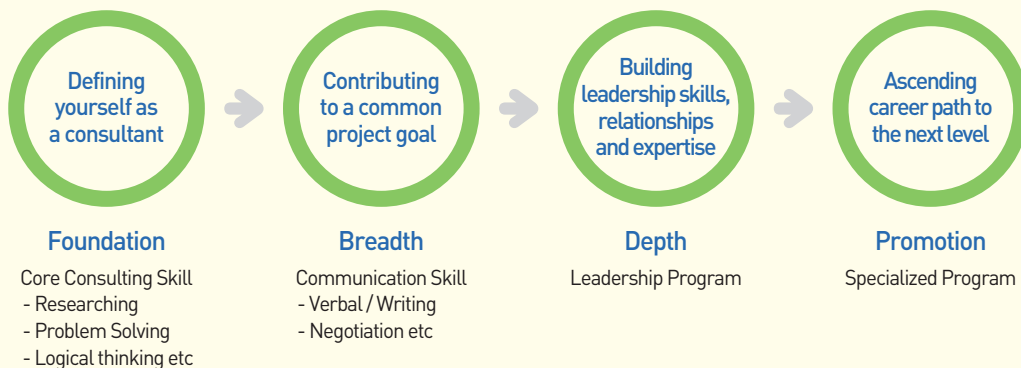 Defining
yourself as
a consultant
Contributing
to a common
project goal
Building
leadership skills,
relationships
and expertise
Ascending
career path to
the next level
Foundation
Core Consulting Skill
- Researching
- Problem Solving
- Logical thinking etc
Breadth
Communication Skill
- Verbal / Writing
- Negotiation etc
Depth
Leadership Program
Promotion
Specialized Program